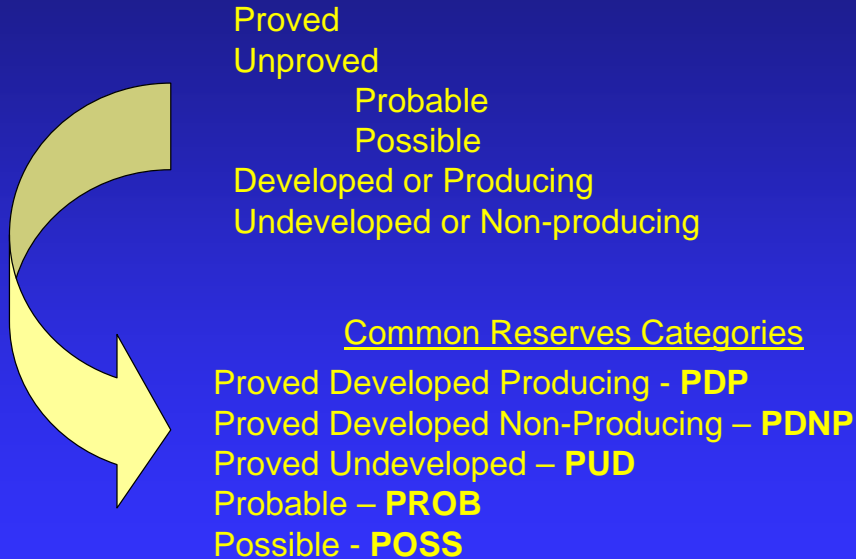 Proved
Unproved
Probable
Possible
Developed or Producing
Undeveloped or Non-producing
Common Reserves Categories
Proved Developed Producing - PDP
Proved Developed Non-Producing – PDNP
Proved Undeveloped – PUD
Probable – PROB
Possible - POSS